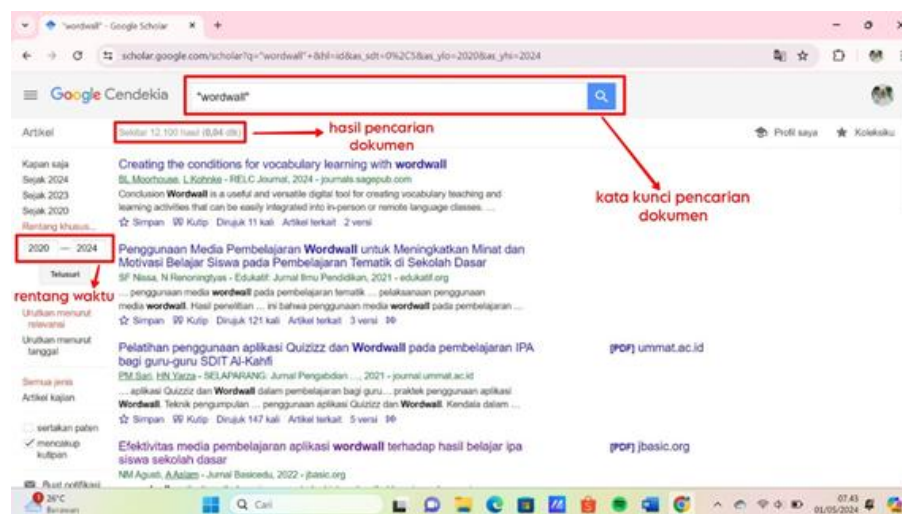 "wordwall" - Google Scholar
scholar.google.com/scholar?q="wordwall"+&hl=id&as_sdt=0%2C5&as_ylo=2020&as_yhi=2024
Google Cendekia
"wordwall"
Artikel
Sekitar 12.100 hasil (0,04 dtk)
hasil pencarian
dokumen
Profil saya
Koleksiku
kata kunci pencarian
dokumen
Kapan saja
Sejak 2024
Sejak 2023
Sejak 2020
Rentang khusus...
2020 — 2024
Telusuri
rentang waktu
Urutkan menurut
relevansi
Urutkan menurut
tanggal
Semua jenis
Artikel kajian
sertakan paten
mencakup
kutipan
Buat notifikasi
Creating the conditions for vocabulary learning with wordwall
BL Moorhouse, L Kohnke - RELC Journal, 2024 - journals.sagepub.com
Conclusion Wordwall is a useful and versatile digital tool for creating vocabulary teaching and
learning activities that can be easily integrated into in-person or remote language classes. ...
Simpan Kutip Dirujuk 11 kali Artikel terkait 2 versi
Penggunaan Media Pembelajaran Wordwall untuk Meningkatkan Minat dan
Motivasi Belajar Siswa pada Pembelajaran Tematik di Sekolah Dasar
SF Nissa, N Renoningtyas - Edukatif: Jurnal Ilmu Pendidikan, 2021 - edukatif.org
... penggunaan media wordwall pada pembelajaran tematik ... pelaksanaan penggunaan
media wordwall. Hasil penelitian ... ini bahwa penggunaan media wordwall pada pembelajaran ...
Simpan Kutip Dirujuk 121 kali Artikel terkait 3 versi
Pelatihan penggunaan aplikasi Quizizz dan Wordwall pada pembelajaran IPA
bagi guru-guru SDIT Al-Kahfi
PM Sari, HN Yarza - SELAPARANG: Jurnal Pengabdian ..., 2021 - journal.ummat.ac.id
... aplikasi Quizziz dan Wordwall dalam pembelajaran bagi guru ... praktek penggunaan aplikasi
Wordwall. Teknik pengumpulan ... penggunaan aplikasi Quizizz dan Wordwall. Kendala dalam ...
Simpan Kutip Dirujuk 147 kali Artikel terkait 5 versi
[PDF] ummat.ac.id
Efektivitas media pembelajaran aplikasi wordwall terhadap hasil belajar ipa
siswa sekolah dasar
NM Agusti, A Aslam - Jurnal Basicedu, 2022 - jbasic.org
[PDF] jbasic.org
26°C
Berawan
Cari
07.43
01/05/2024